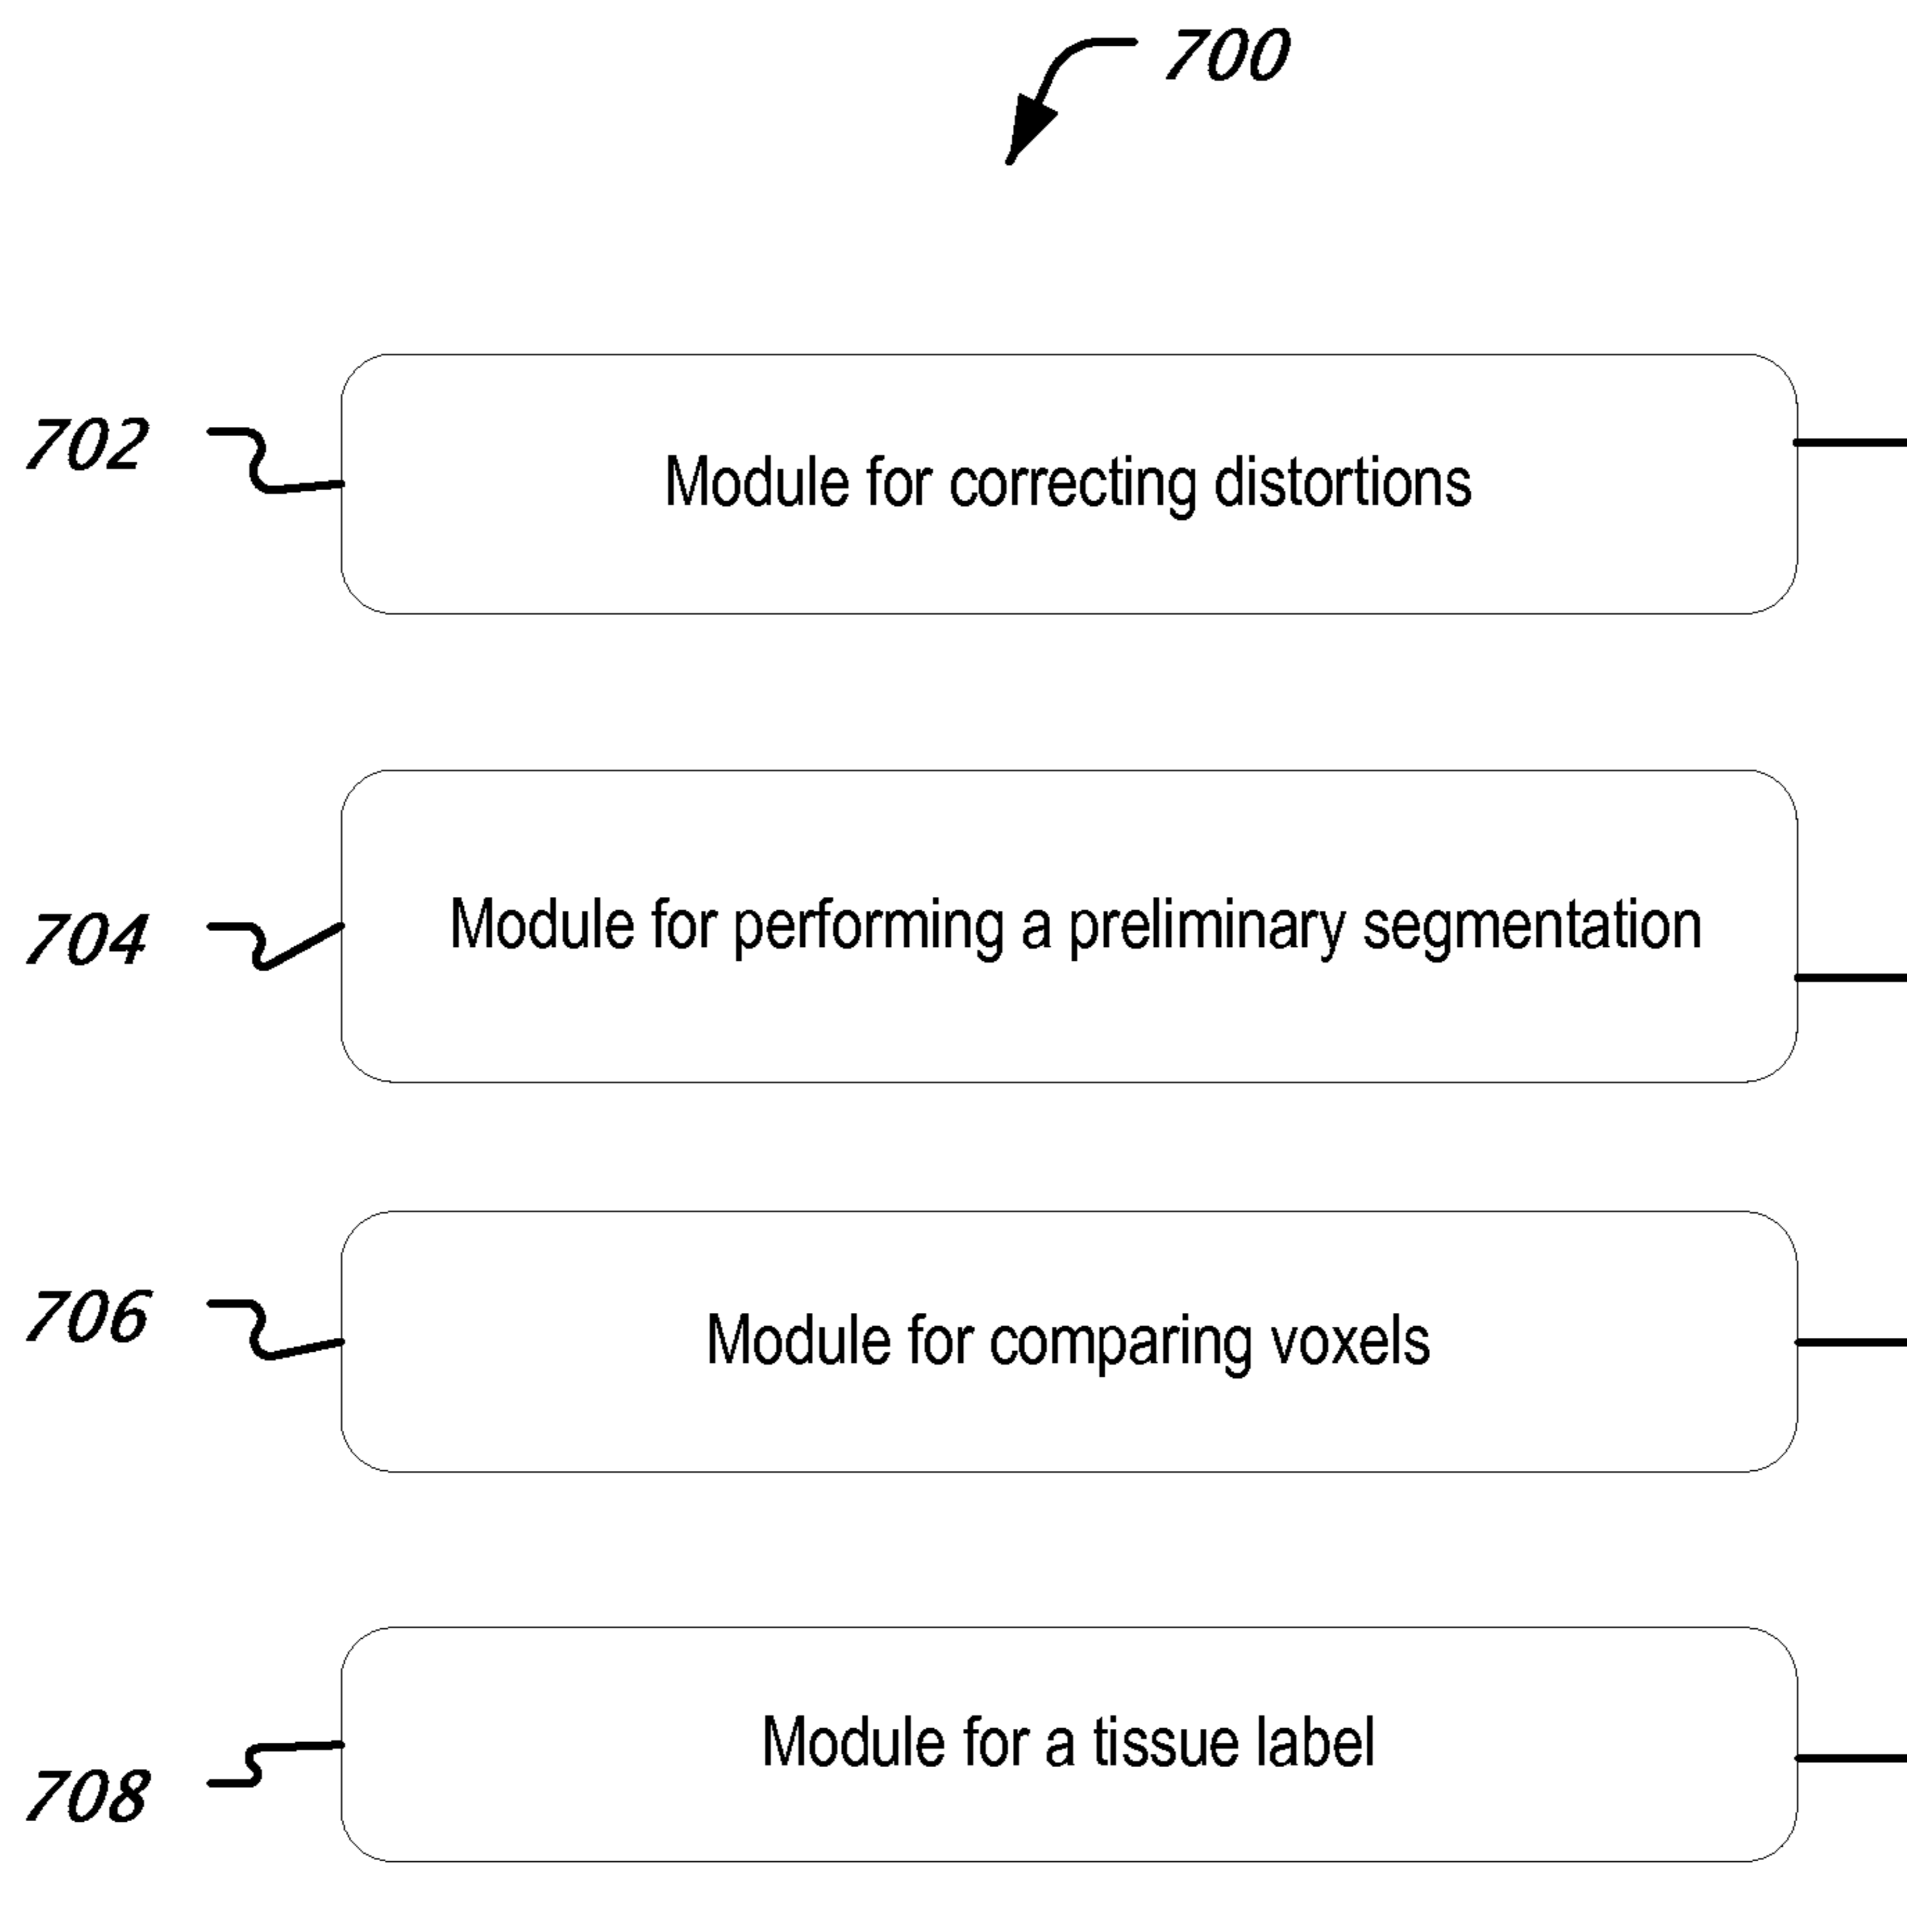 700
702
Module for correcting distortions
704
Module for performing a preliminary segmentation
706
Module for comparing voxels
708
Module for a tissue label